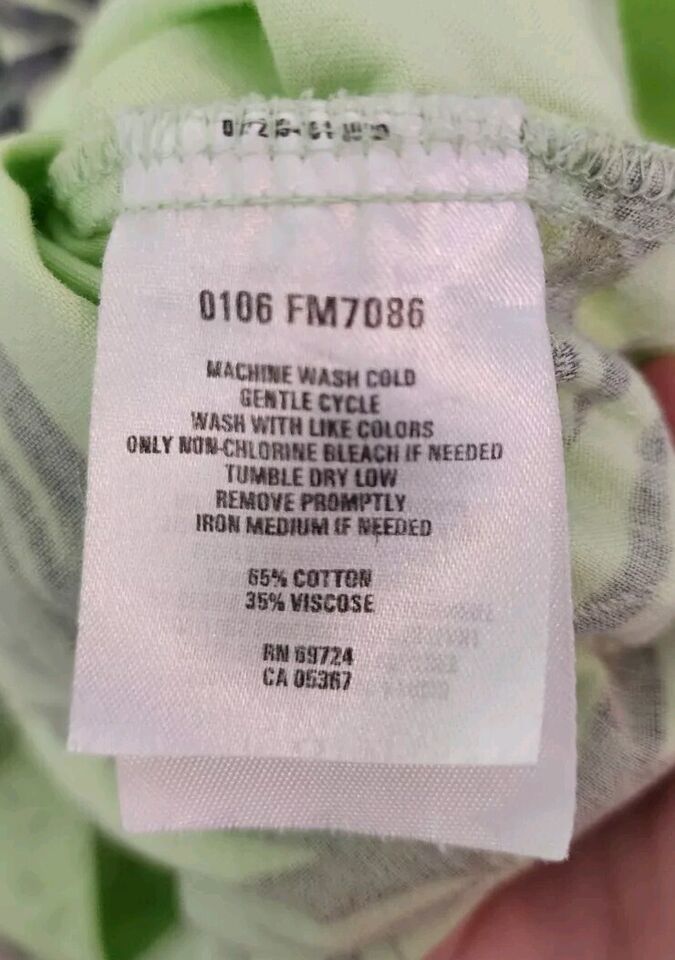 0106 FM7086
MACHINE WASH COLD
GENTLE CYCLE
WASH WITH LIKE COLORS
ONLY NON-CHLORINE BLEACH IF NEEDED
TUMBLE DRY LOW
REMOVE PROMPTLY
IRON MEDIUM IF NEEDED
65% COTTON
35% VISCOSE
RN 69724
CA 05367